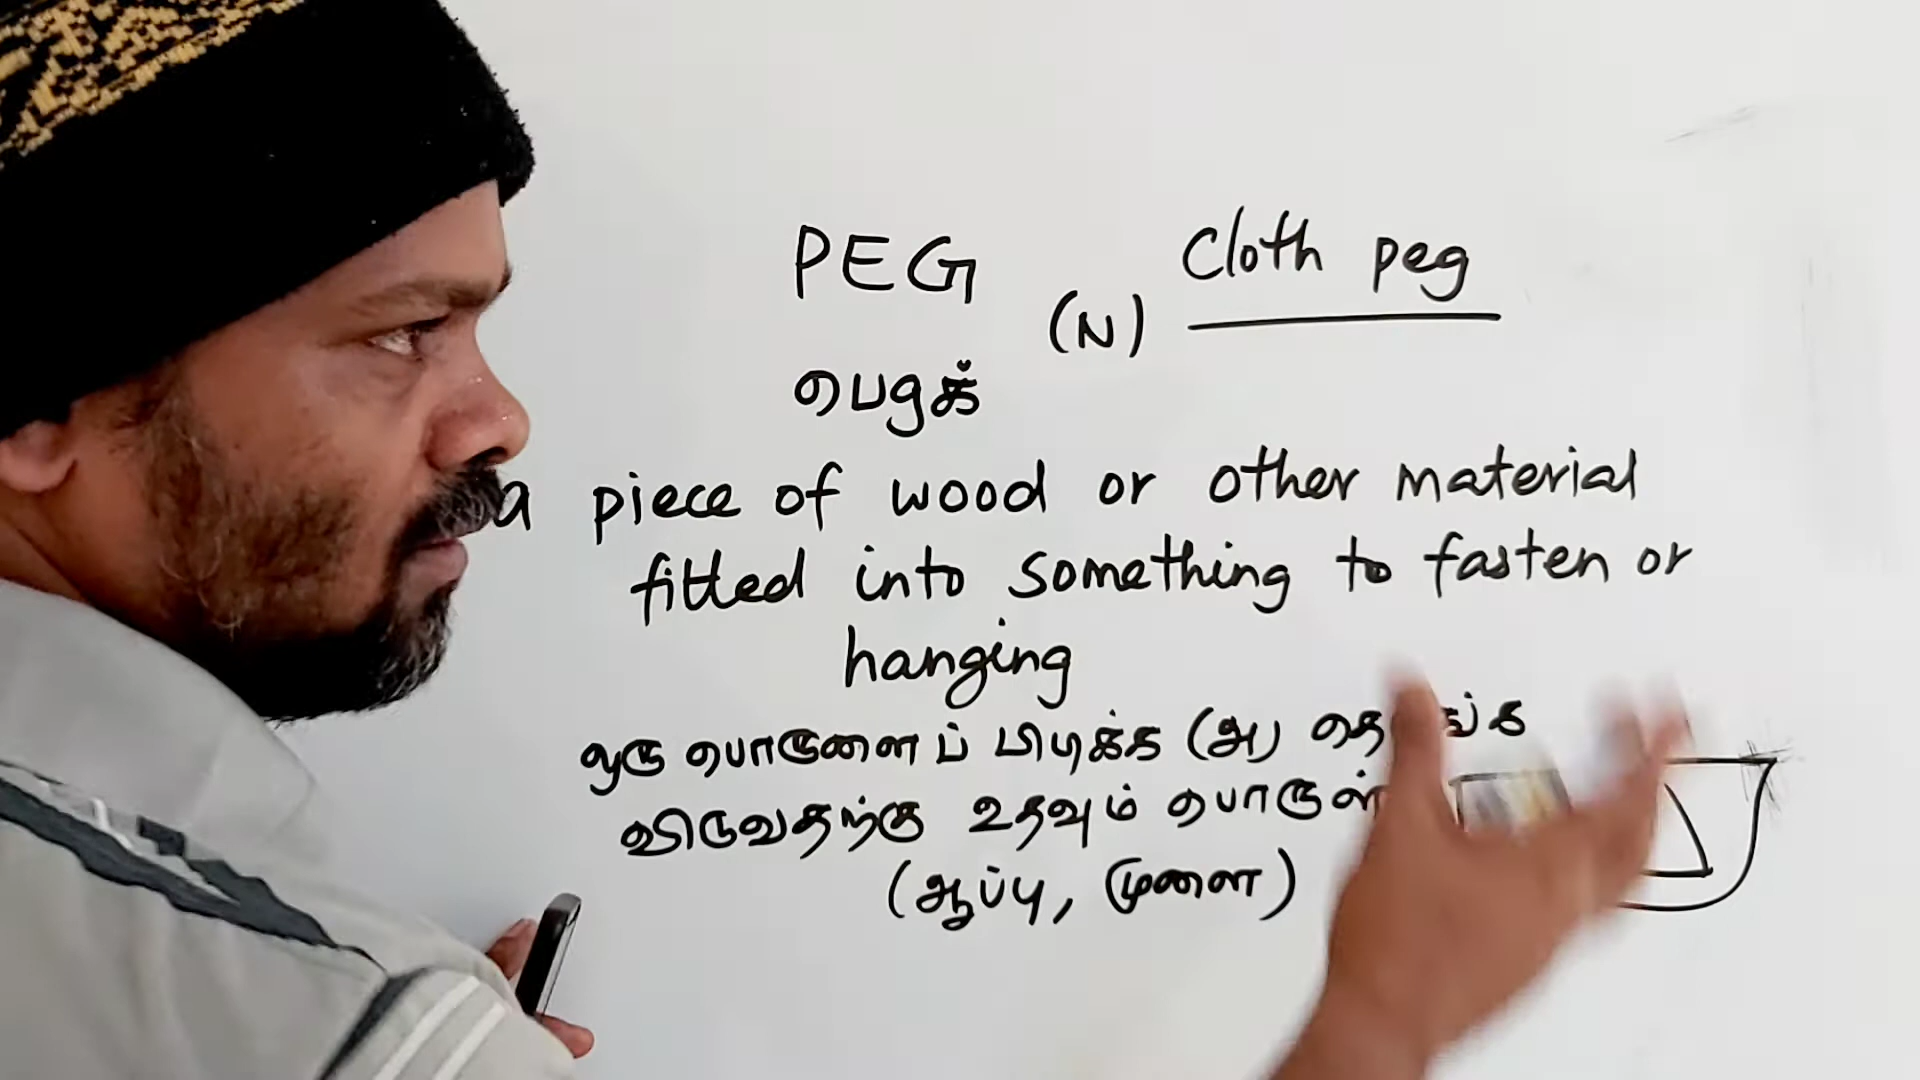 PEG
(N)
Cloth peg
பெrக்
a piece of wood or other material
fitted into something to fasten or
hanging
ஒரு பொருளைப் பிடிக்க (அ)
விடுவதற்கு உதவும் பொருள்
(ஆப்பு, முளை)